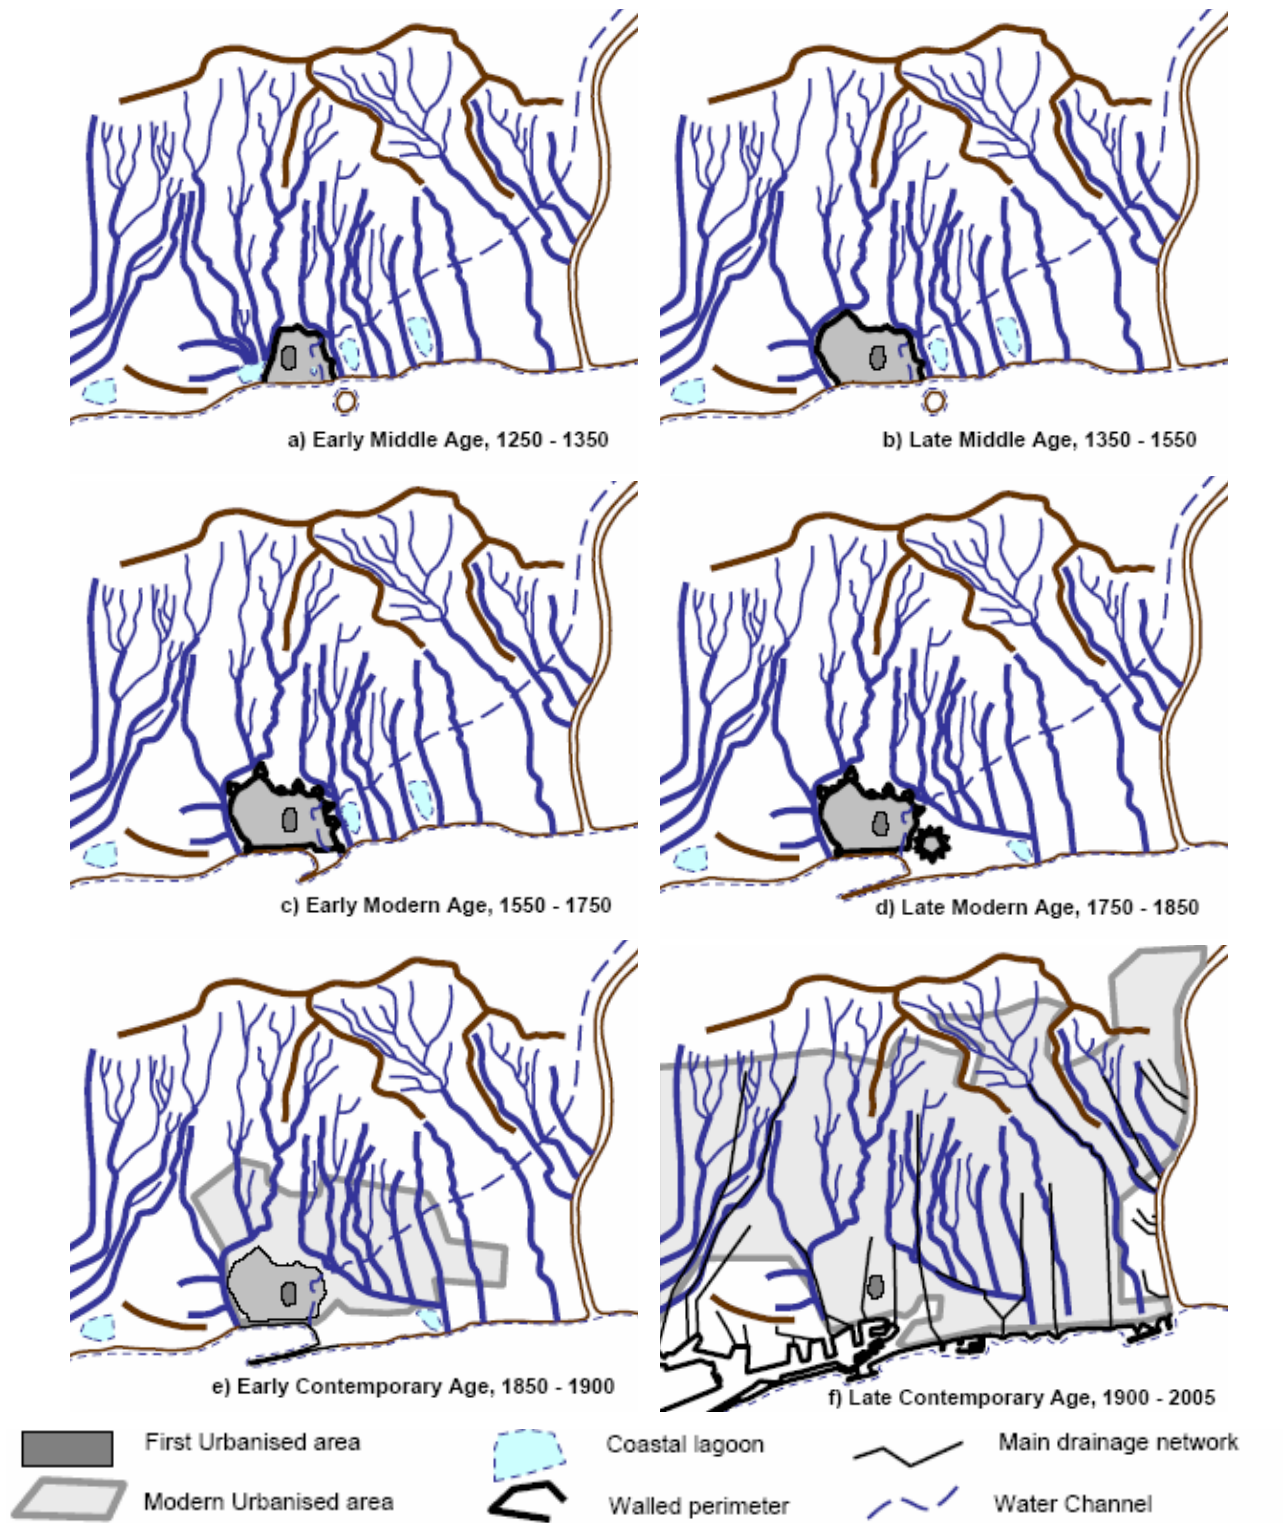 a) Early Middle Age, 1250 - 1350
b) Late Middle Age, 1350 - 1550
c) Early Modern Age, 1550 - 1750
d) Late Modern Age, 1750 - 1850
e) Early Contemporary Age, 1850 - 1900
f) Late Contemporary Age, 1900 - 2005
First Urbanised area
Coastal lagoon
Main drainage network
Modern Urbanised area
Walled perimeter
Water Channel